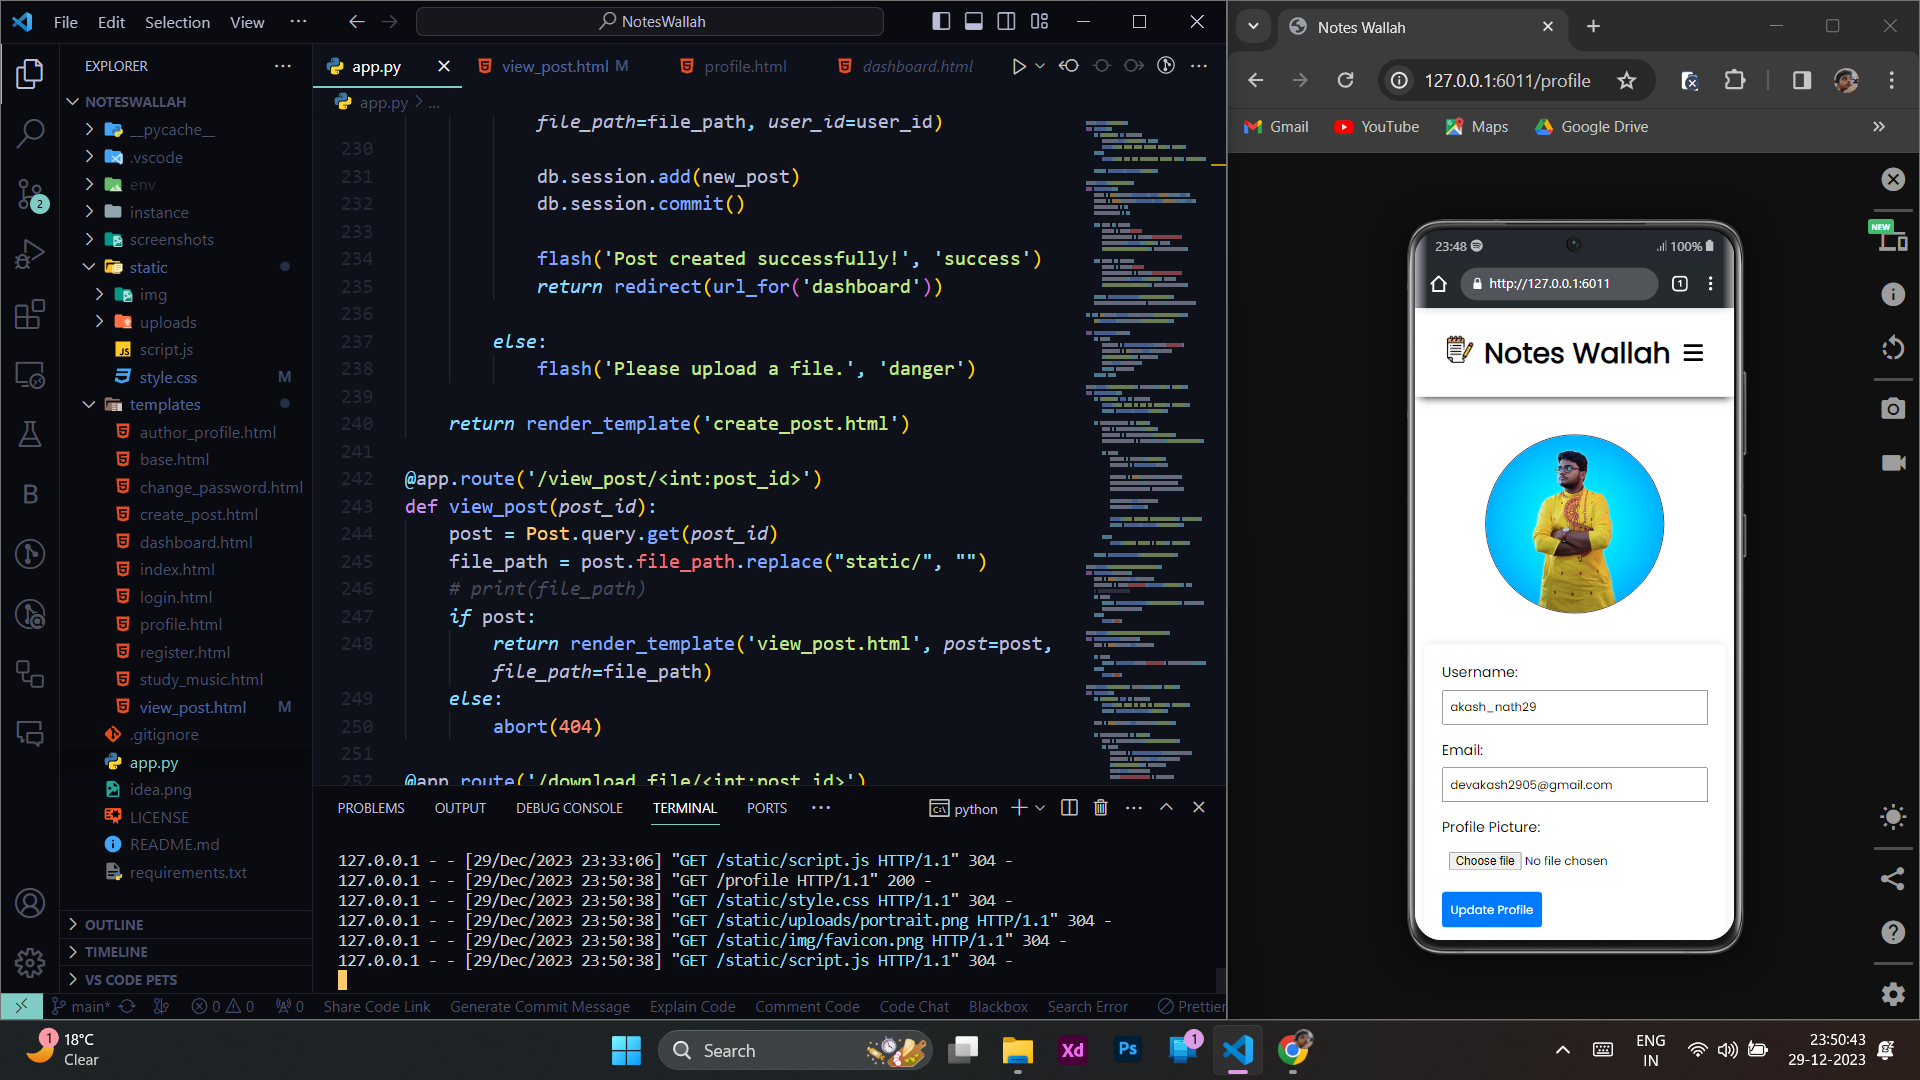 File Edit Selection View ··· NotesWallah
EXPLORER ···
NOTESWALLAH
__pycache__
.vscode
env
instance
screenshots
static
img
uploads
JS script.js
style.css M
templates
author_profile.html
base.html
change_password.html
create_post.html
dashboard.html
index.html
login.html
profile.html
register.html
study_music.html
view_post.html M
.gitignore
app.py
idea.png
LICENSE
README.md
requirements.txt
OUTLINE
TIMELINE
VS CODE PETS
2
B
app.py view_post.html M profile.html dashboard.html
app.py > ...
file_path=file_path, user_id=user_id)
230
231 db.session.add(new_post)
232 db.session.commit()
233
234 flash('Post created successfully!', 'success')
235 return redirect(url_for('dashboard'))
236
237 else:
238 flash('Please upload a file.', 'danger')
239
240 return render_template('create_post.html')
241
242 @app.route('/view_post/<int:post_id>')
243 def view_post(post_id):
244 post = Post.query.get(post_id)
245 file_path = post.file_path.replace("static/", "")
246 # print(file_path)
247 if post:
248 return render_template('view_post.html', post=post,
file_path=file_path)
249 else:
250 abort(404)
251
252 @app.route('/download_file/<int:post_id>')
PROBLEMS OUTPUT DEBUG CONSOLE TERMINAL PORTS ··· python
127.0.0.1 - - [29/Dec/2023 23:33:06] "GET /static/script.js HTTP/1.1" 304 -
127.0.0.1 - - [29/Dec/2023 23:50:38] "GET /profile HTTP/1.1" 200 -
127.0.0.1 - - [29/Dec/2023 23:50:38] "GET /static/style.css HTTP/1.1" 304 -
127.0.0.1 - - [29/Dec/2023 23:50:38] "GET /static/uploads/portrait.png HTTP/1.1" 304 -
127.0.0.1 - - [29/Dec/2023 23:50:38] "GET /static/img/favicon.png HTTP/1.1" 304 -
127.0.0.1 - - [29/Dec/2023 23:50:38] "GET /static/script.js HTTP/1.1" 304 -
main* 0 0 0 Share Code Link Generate Commit Message Explain Code Comment Code Code Chat Blackbox Search Error Prettier
Notes Wallah
127.0.0.1:6011/profile
Gmail YouTube Maps Google Drive
NEW
23:48 100%
http://127.0.0.1:6011 1
Notes Wallah
Username:
akash_nath29
Email:
devakash2905@gmail.com
Profile Picture:
Choose file No file chosen
Update Profile
1 18°C
Clear
Search
Xd Ps 1
ENG
IN
23:50:43
29-12-2023